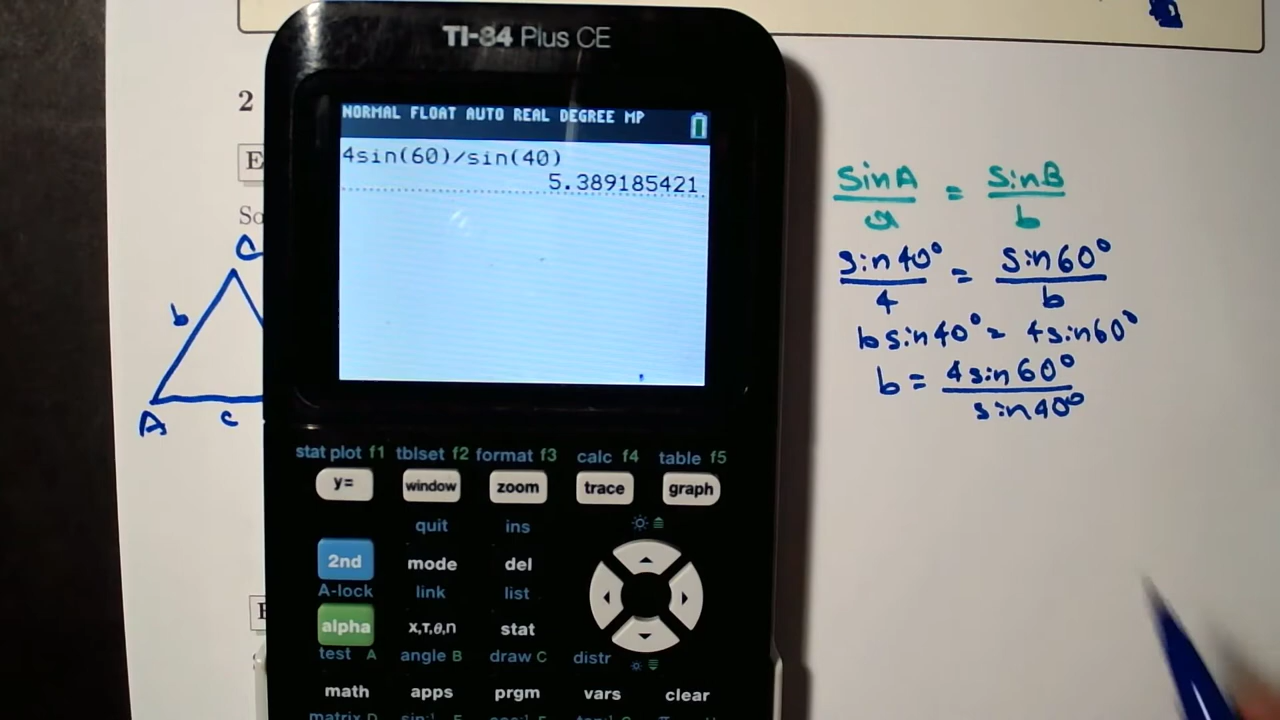 TI-84 Plus CE
NORMAL FLOAT AUTO REAL DEGREE MP
4sin(60)/sin(40)
5.389185421
2
E
So
C
b
A
c
sinA/a = sinB/b
sin40°/4 = sin60°/b
b sin40° = 4sin60°
b = 4sin60°/sin40°
stat plot f1 tblset f2 format f3 calc f4 table f5
y= window zoom trace graph
quit ins
2nd mode del
A-lock link list
alpha X,T,θ,n stat
test A angle B draw C distr
math apps prgm vars clear